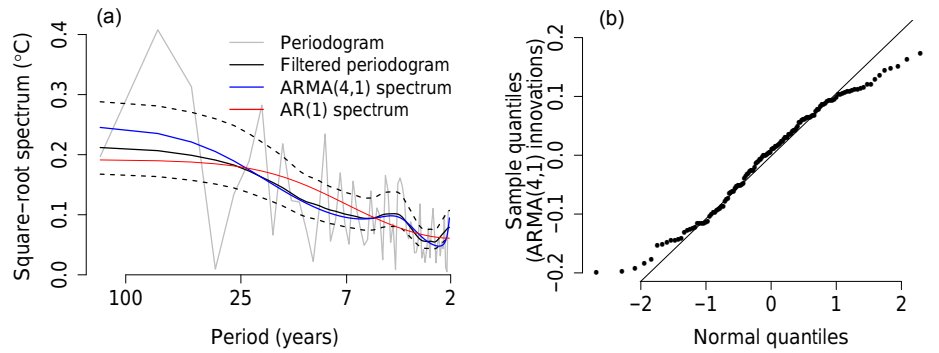 (a)
Square−root spectrum (°C)
0.4
0.3
0.2
0.1
0.0
Periodogram
Filtered periodogram
ARMA(4,1) spectrum
AR(1) spectrum
100 25 7 2
Period (years)
(b)
Sample quantiles
(ARMA(4,1) innovations)
0.2
0.1
0.0
−0.1
−0.2
−2 −1 0 1 2
Normal quantiles